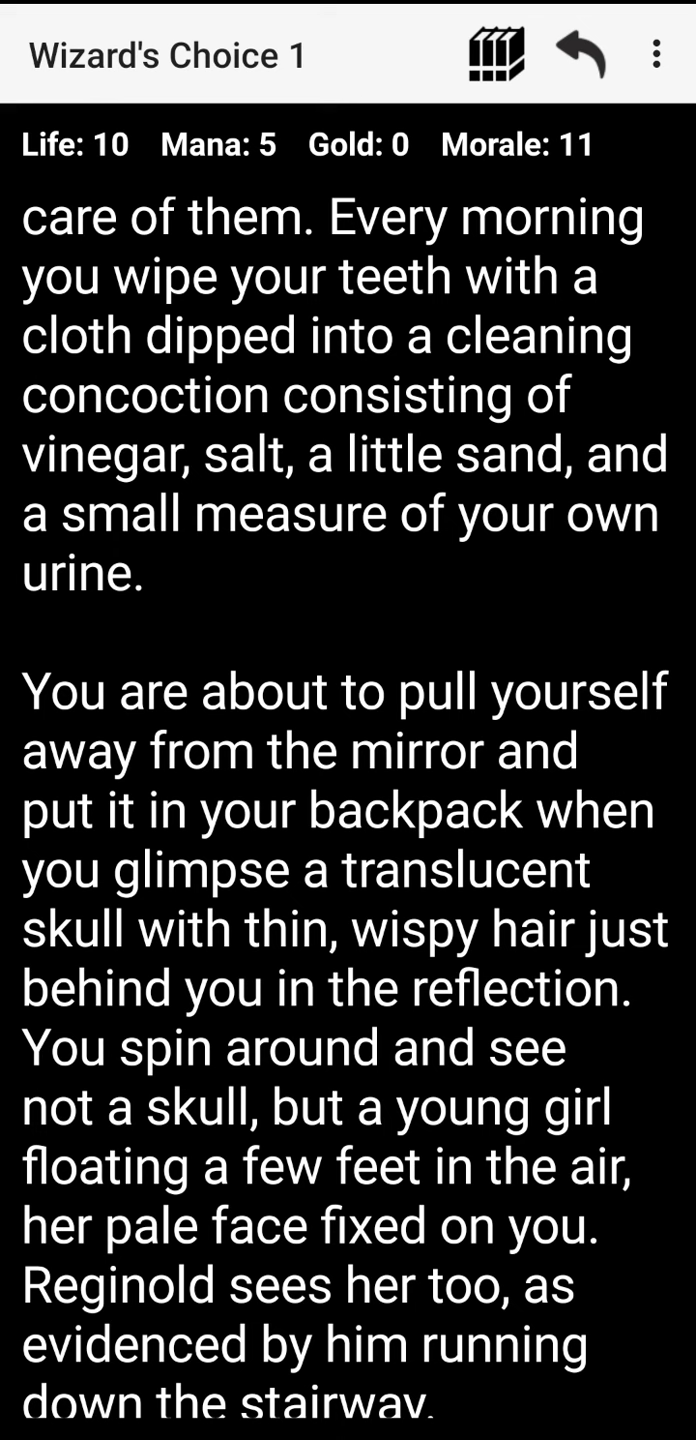 Wizard's Choice 1
Life: 10 Mana: 5 Gold: 0 Morale: 11
care of them. Every morning
you wipe your teeth with a
cloth dipped into a cleaning
concoction consisting of
vinegar, salt, a little sand, and
a small measure of your own
urine.
You are about to pull yourself
away from the mirror and
put it in your backpack when
you glimpse a translucent
skull with thin, wispy hair just
behind you in the reflection.
You spin around and see
not a skull, but a young girl
floating a few feet in the air,
her pale face fixed on you.
Reginold sees her too, as
evidenced by him running
down the stairway.